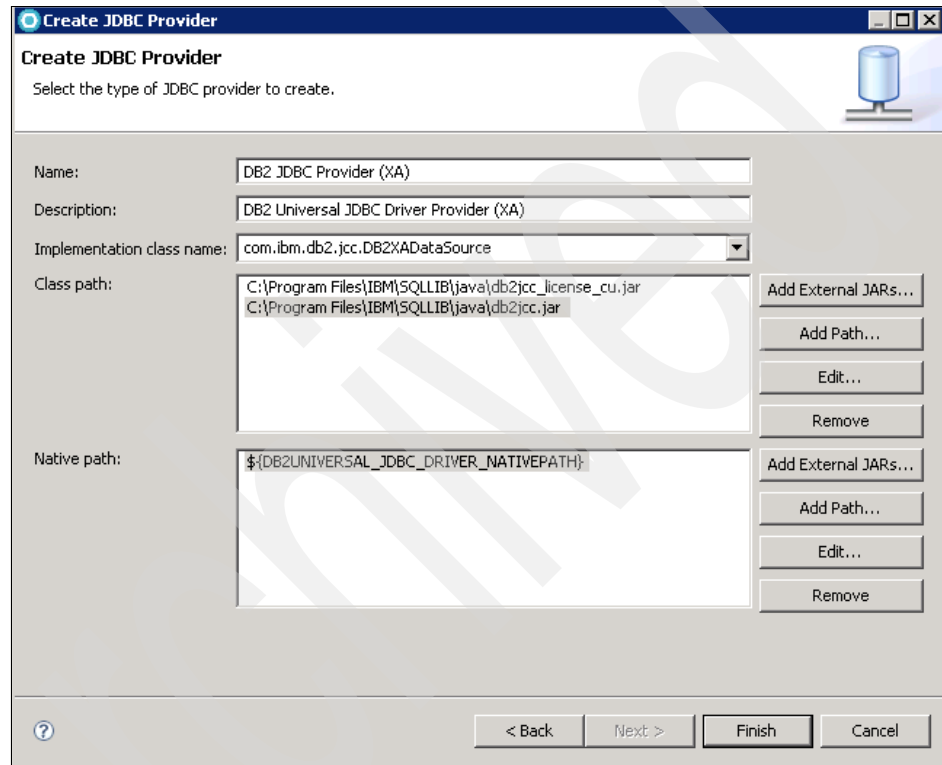 Create JDBC Provider
Create JDBC Provider
Select the type of JDBC provider to create.
Name:
DB2 JDBC Provider (XA)
Description:
DB2 Universal JDBC Driver Provider (XA)
Implementation class name:
com.ibm.db2.jcc.DB2XADataSource
Class path:
C:\Program Files\IBM\SQLLIB\java\db2jcc_license_cu.jar
C:\Program Files\IBM\SQLLIB\java\db2jcc.jar
Add External JARs...
Add Path...
Edit...
Remove
Native path:
${DB2UNIVERSAL_JDBC_DRIVER_NATIVEPATH}
Add External JARs...
Add Path...
Edit...
Remove
?
< Back
Next >
Finish
Cancel